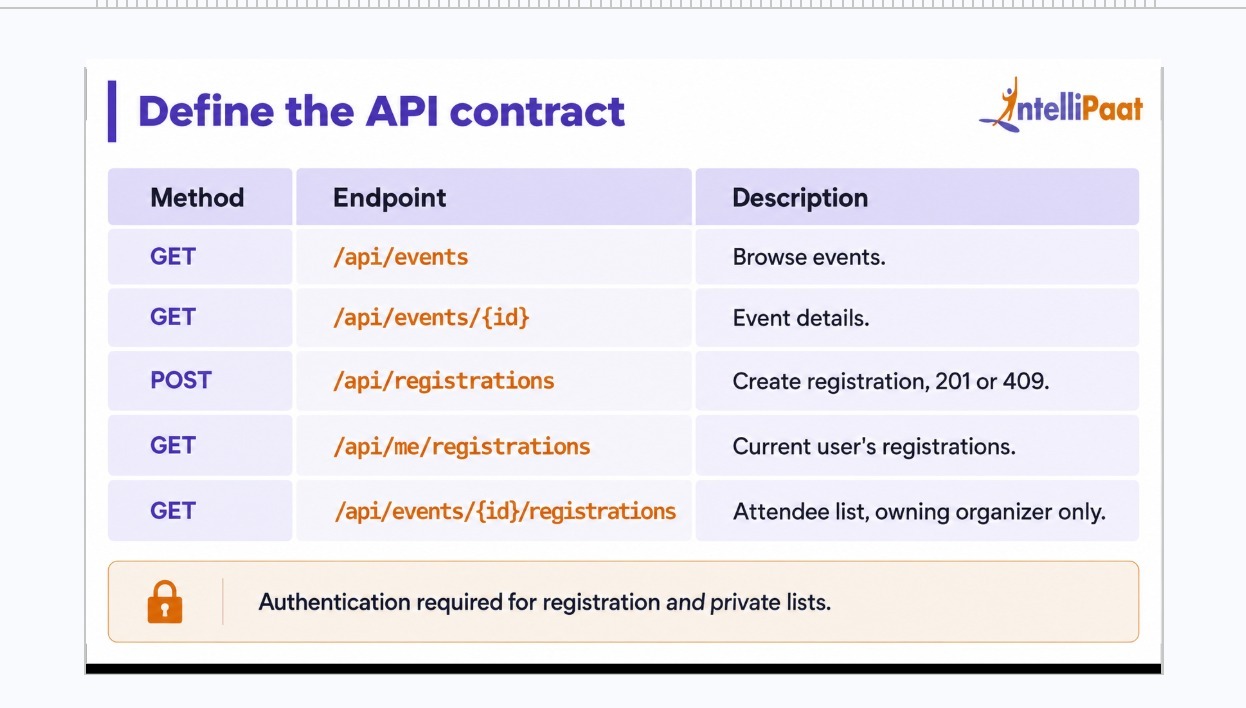 Define the API contract
IntelliPaat
Method Endpoint Description
GET /api/events Browse events.
GET /api/events/{id} Event details.
POST /api/registrations Create registration, 201 or 409.
GET /api/me/registrations Current user's registrations.
GET /api/events/{id}/registrations Attendee list, owning organizer only.
Authentication required for registration and private lists.